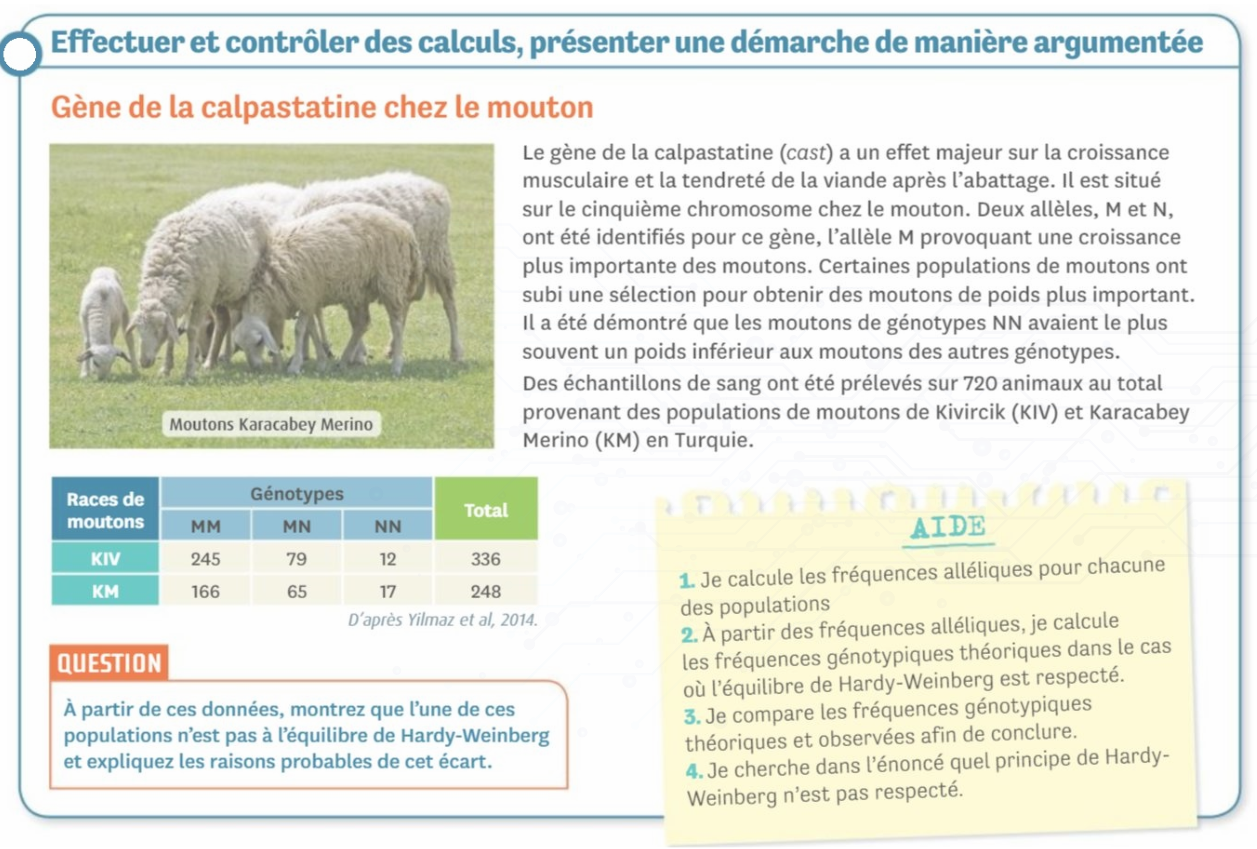 Effectuer et contrôler des calculs, présenter une démarche de manière argumentée
Gène de la calpastatine chez le mouton
Le gène de la calpastatine (cast) a un effet majeur sur la croissance
musculaire et la tendreté de la viande après l'abattage. Il est situé
sur le cinquième chromosome chez le mouton. Deux allèles, M et N,
ont été identifiés pour ce gène, l'allèle M provoquant une croissance
plus importante des moutons. Certaines populations de moutons ont
subi une sélection pour obtenir des moutons de poids plus important.
Il a été démontré que les moutons de génotypes NN avaient le plus
souvent un poids inférieur aux moutons des autres génotypes.
Des échantillons de sang ont été prélevés sur 720 animaux au total
provenant des populations de moutons de Kivircik (KIV) et Karacabey
Merino (KM) en Turquie.
Moutons Karacabey Merino
Races de
moutons
Génotypes
Total
MM MN NN
KIV 245 79 12 336
KM 166 65 17 248
D'après Yilmaz et al, 2014.
QUESTION
À partir de ces données, montrez que l'une de ces
populations n'est pas à l'équilibre de Hardy-Weinberg
et expliquez les raisons probables de cet écart.
AIDE
1. Je calcule les fréquences alléliques pour chacune
des populations
2. À partir des fréquences alléliques, je calcule
les fréquences génotypiques théoriques dans le cas
où l'équilibre de Hardy-Weinberg est respecté.
3. Je compare les fréquences génotypiques
théoriques et observées afin de conclure.
4. Je cherche dans l'énoncé quel principe de Hardy-
Weinberg n'est pas respecté.